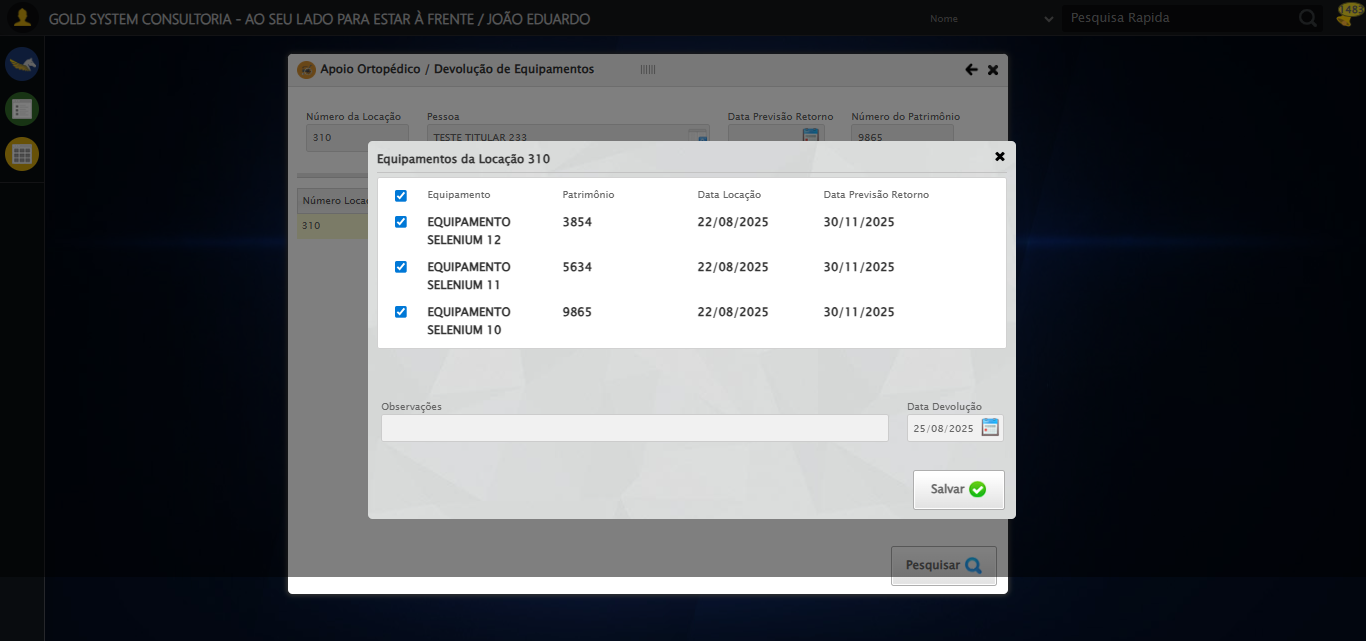 GOLD SYSTEM CONSULTORIA - AO SEU LADO PARA ESTAR À FRENTE / JOÃO EDUARDO
Nome
Pesquisa Rapida
1483
Apoio Ortopédico / Devolução de Equipamentos
Número da Locação Pessoa Data Previsão Retorno Número do Patrimônio
310 TESTE TITULAR 233 9865
Número Loca
310
Equipamentos da Locação 310
Equipamento Patrimônio Data Locação Data Previsão Retorno
EQUIPAMENTO SELENIUM 12 3854 22/08/2025 30/11/2025
EQUIPAMENTO SELENIUM 11 5634 22/08/2025 30/11/2025
EQUIPAMENTO SELENIUM 10 9865 22/08/2025 30/11/2025
Observações Data Devolução
25/08/2025
Salvar
Pesquisar